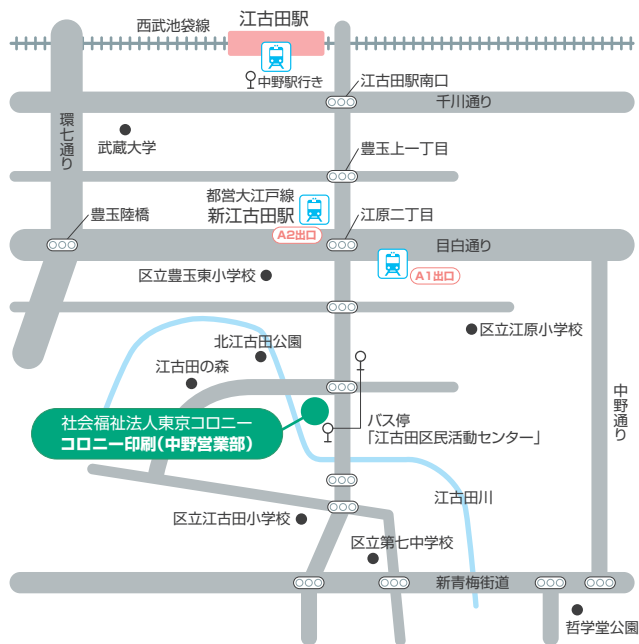 江古田駅
西武池袋線
中野駅行き
江古田駅南口
千川通り
環七通り
武蔵大学
豊玉上一丁目
都営大江戸線
新江古田駅
A2出口
豊玉陸橋
江原二丁目
目白通り
A1出口
区立豊玉東小学校
区立江原小学校
北江古田公園
江古田の森
中野通り
社会福祉法人東京コロニー
コロニー印刷(中野営業部)
バス停
「江古田区民活動センター」
江古田川
区立江古田小学校
区立第七中学校
新青梅街道
哲学堂公園